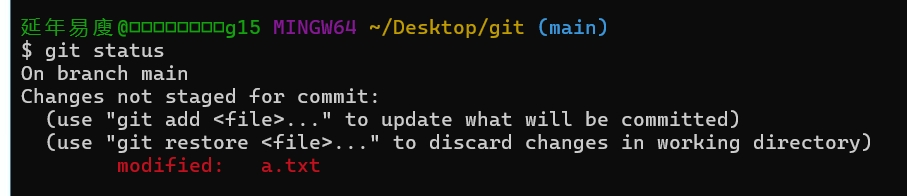 延年易廋@□□□□□□□□g15 MINGW64 ~/Desktop/git (main)
$ git status
On branch main
Changes not staged for commit:
(use "git add <file>..." to update what will be committed)
(use "git restore <file>..." to discard changes in working directory)
modified: a.txt